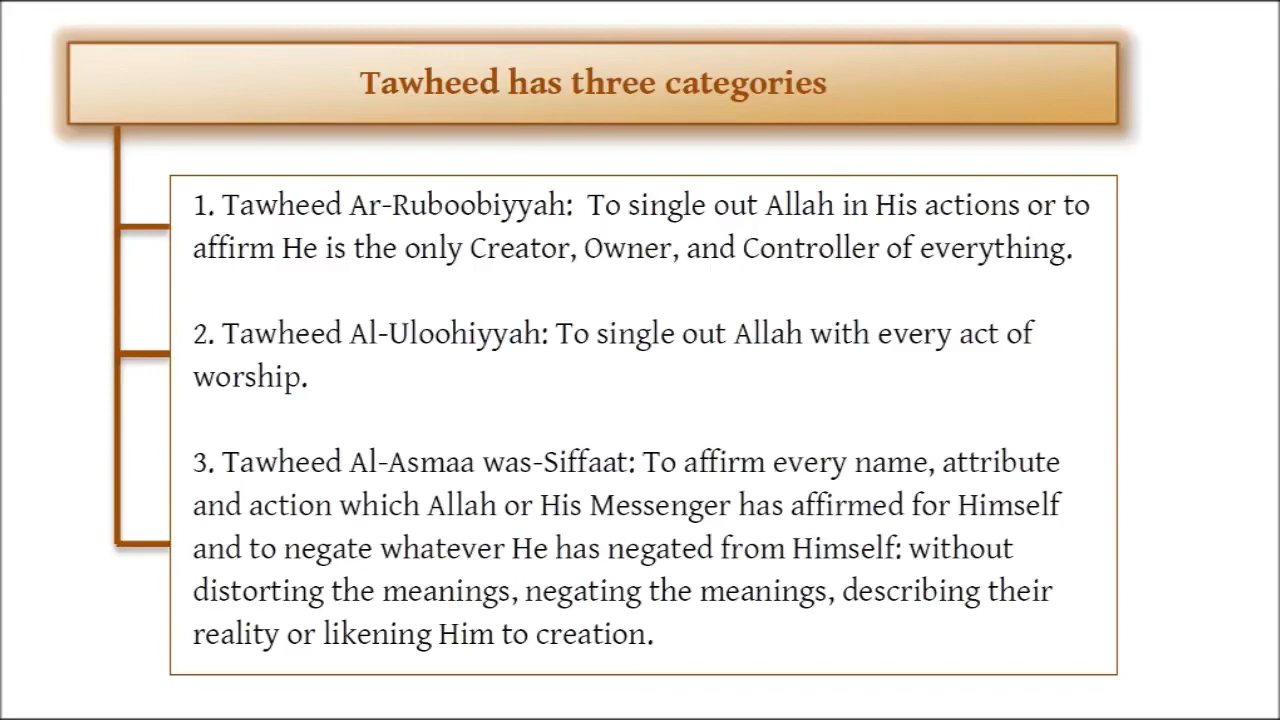 Tawheed has three categories
1. Tawheed Ar-Ruboobiyyah:  To single out Allah in His actions or to
affirm He is the only Creator, Owner, and Controller of everything.
2. Tawheed Al-Uloohiyyah: To single out Allah with every act of
worship.
3. Tawheed Al-Asmaa was-Siffaat: To affirm every name, attribute
and action which Allah or His Messenger has affirmed for Himself
and to negate whatever He has negated from Himself: without
distorting the meanings, negating the meanings, describing their
reality or likening Him to creation.